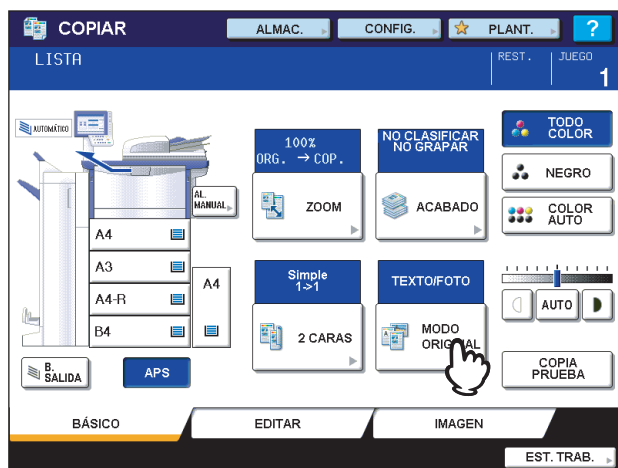 COPIAR
ALMAC.
CONFIG.
PLANT.
?
LISTA
REST.
JUEGO
1
AUTOMÁTICO
AL.
MANUAL
A4
A3
A4-R
B4
A4
B.
SALIDA
APS
100%
ORG. → COP.
ZOOM
NO CLASIFICAR
NO GRAPAR
ACABADO
Simple
1->1
2 CARAS
TEXTO/FOTO
MODO
ORIGINAL
TODO
COLOR
NEGRO
COLOR
AUTO
AUTO
COPIA
PRUEBA
BÁSICO
EDITAR
IMAGEN
EST. TRAB.